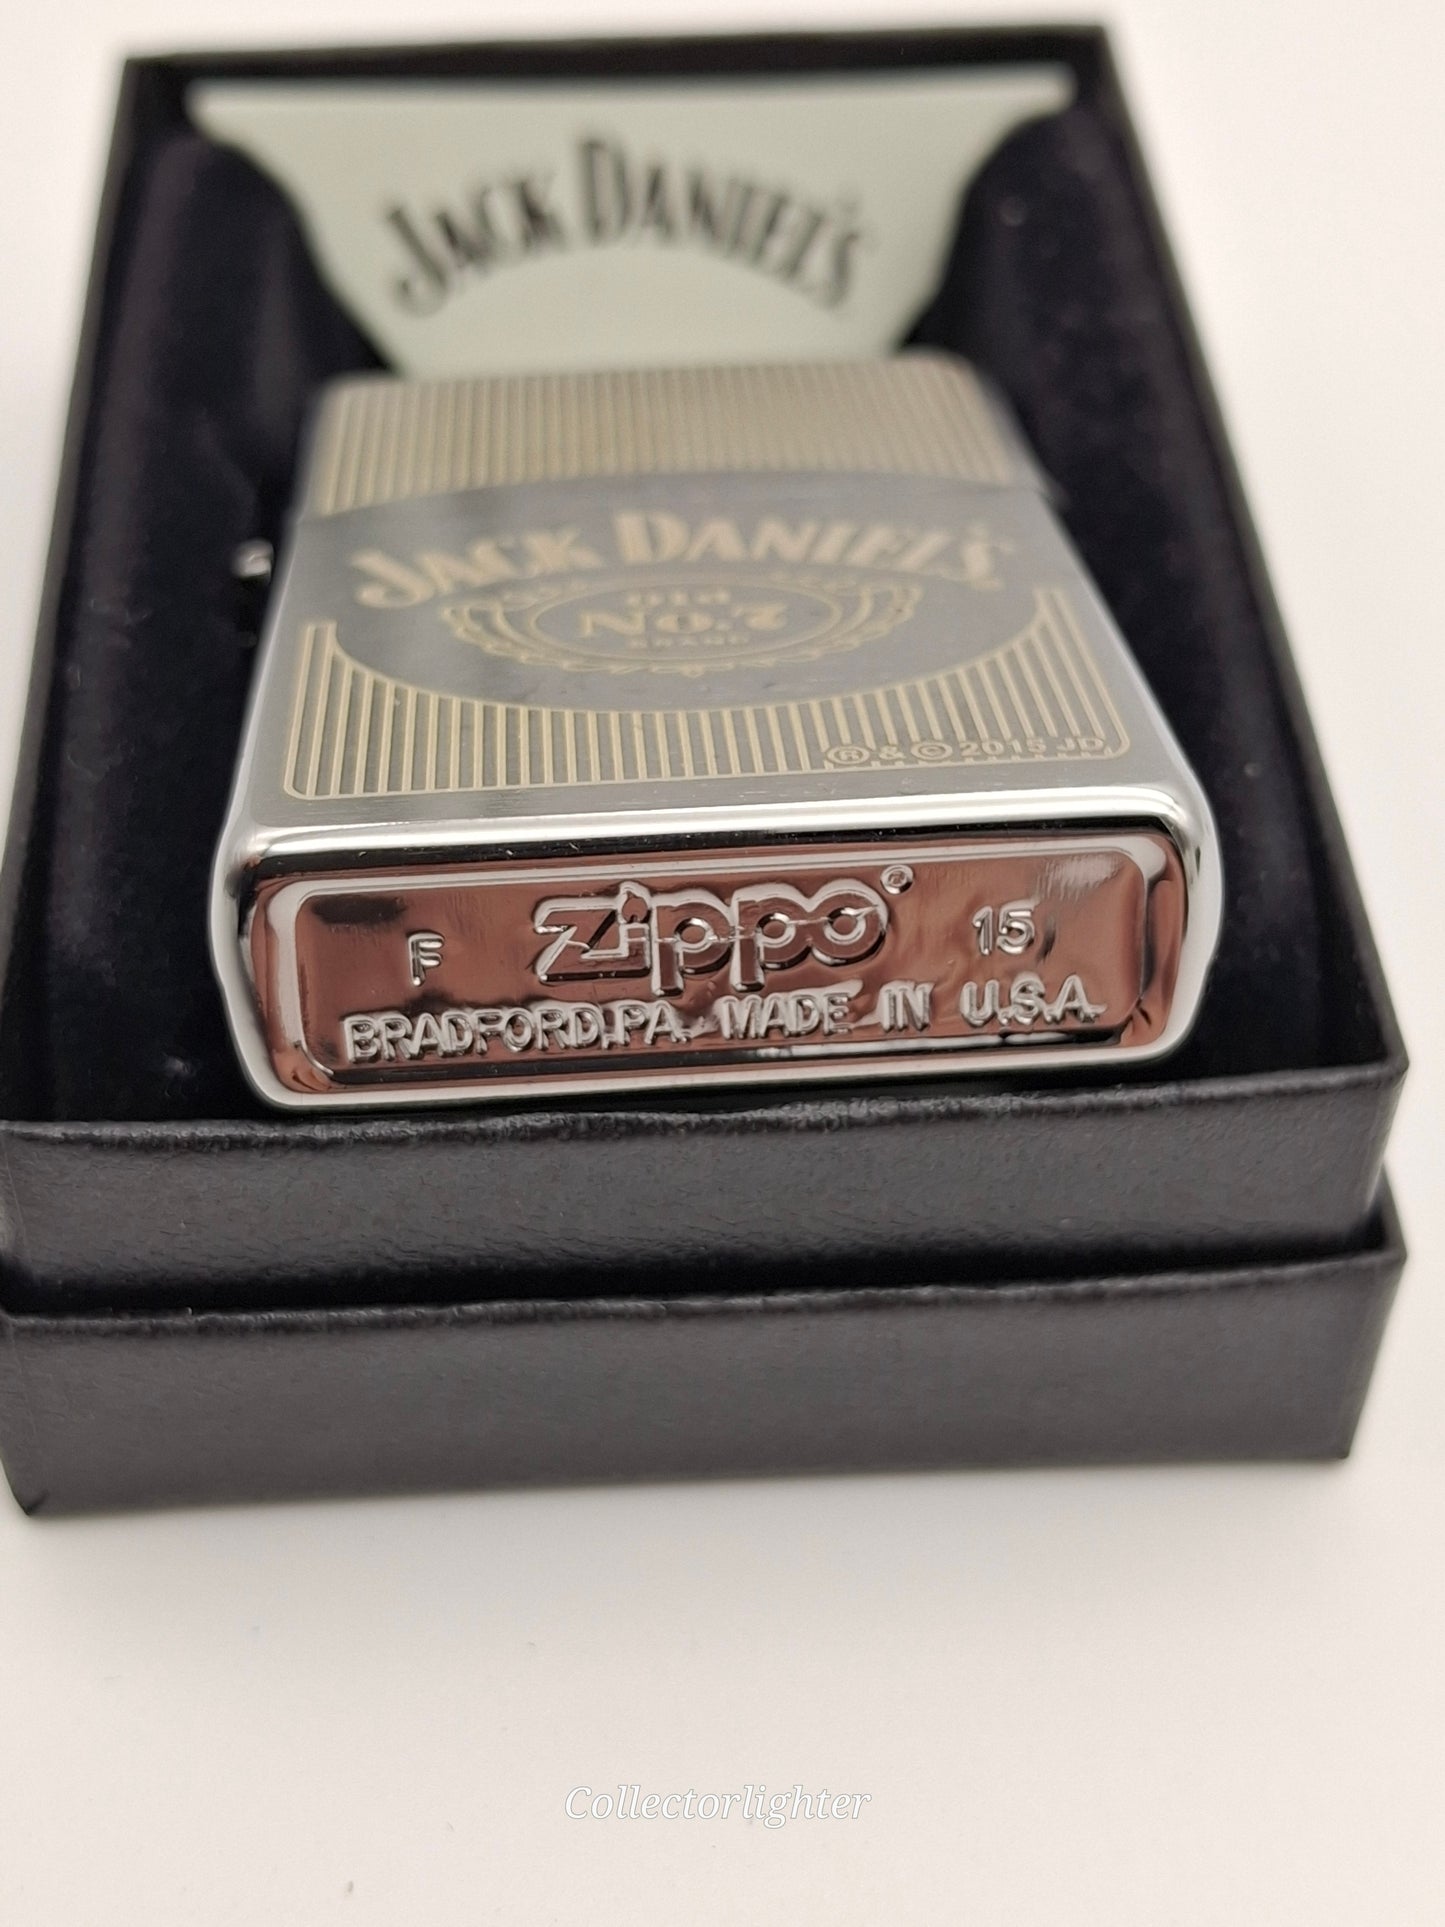 JACK DANIEL'S
JACK DANIEL'S
OLD
NO.7
BRAND
® & © 2015 JD
F zippo® 15
BRADFORD,PA. MADE IN U.S.A.
Collectorlighter